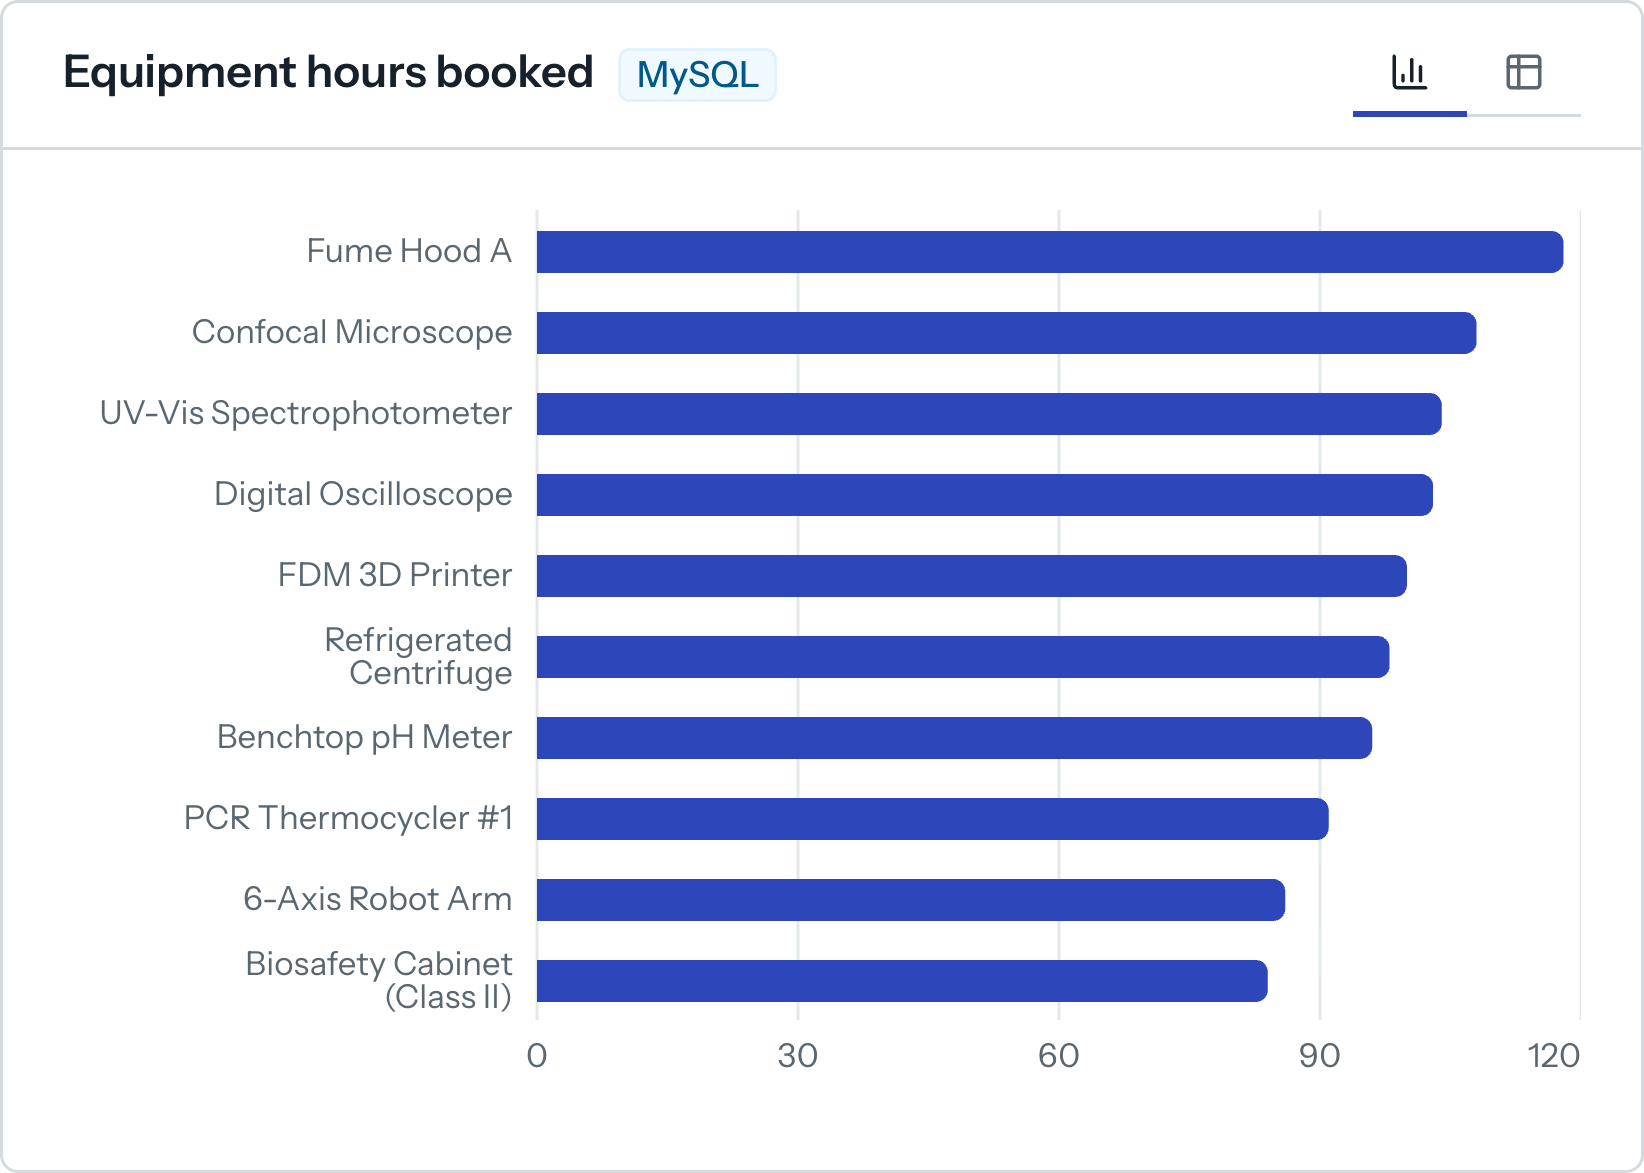 Equipment hours booked MySQL
Fume Hood A
Confocal Microscope
UV-Vis Spectrophotometer
Digital Oscilloscope
FDM 3D Printer
Refrigerated
Centrifuge
Benchtop pH Meter
PCR Thermocycler #1
6-Axis Robot Arm
Biosafety Cabinet
(Class II)
0 30 60 90 120